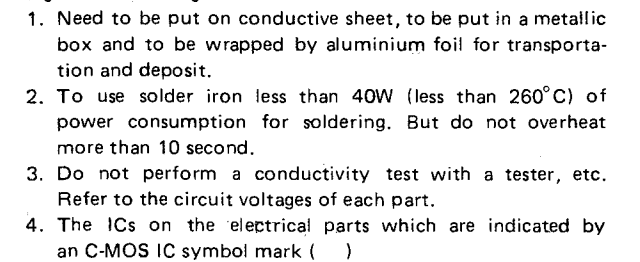 1. Need to be put on conductive sheet, to be put in a metallic
box and to be wrapped by aluminium foil for transporta-
tion and deposit.
2. To use solder iron less than 40W (less than 260°C) of
power consumption for soldering. But do not overheat
more than 10 second.
3. Do not perform a conductivity test with a tester, etc.
Refer to the circuit voltages of each part.
4. The ICs on the electrical parts which are indicated by
an C-MOS IC symbol mark (    )